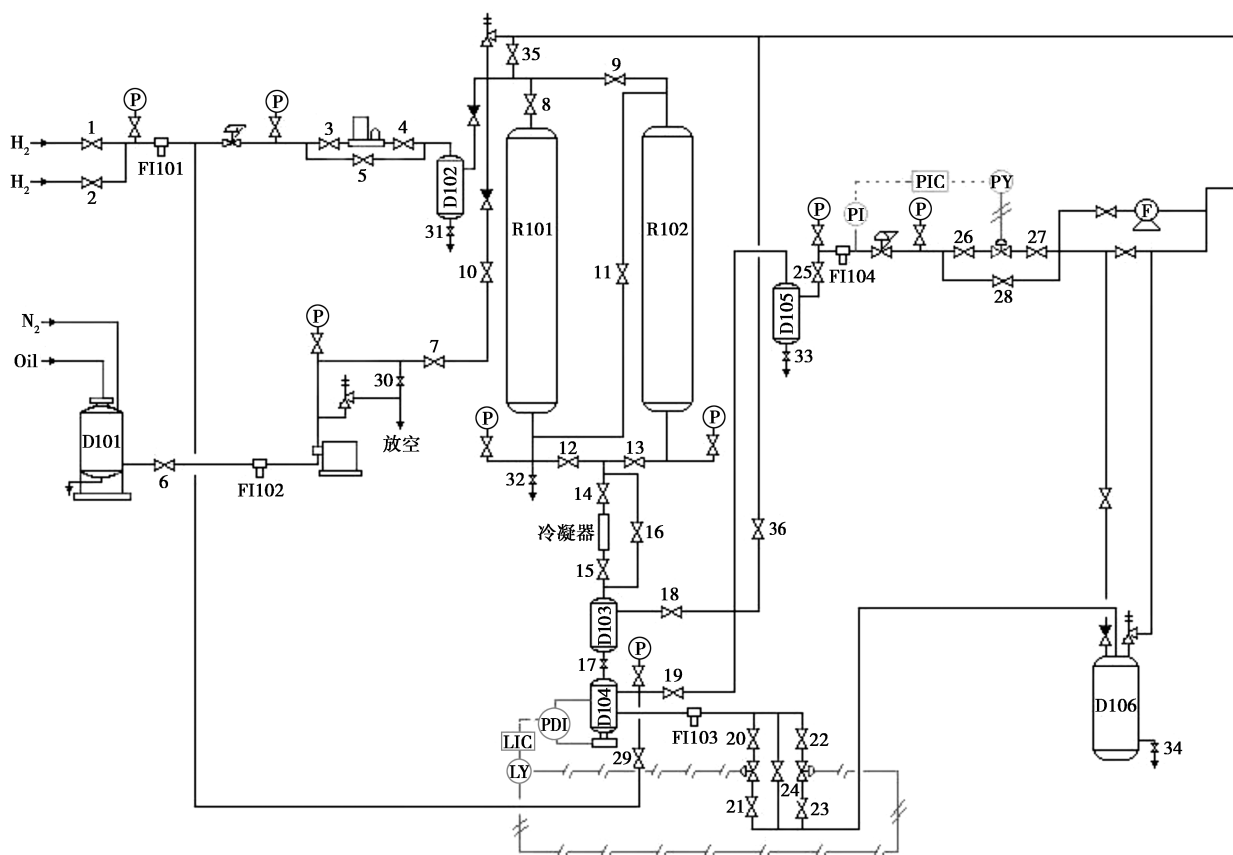 35
9
P
P
8
H₂
1
3
4
FI101
5
H₂
2
D102
31
R101
R102
PIC
PY
P
PI
P
F
26
27
25
FI104
28
10
11
D105
33
N₂
P
Oil
7
30
放空
D101
6
FI102
P
P
12
13
32
14
冷凝器
16
36
15
18
D103
17
P
19
D104
PDI
FI103
LIC
20
22
29
LY
24
21
23
D106
34